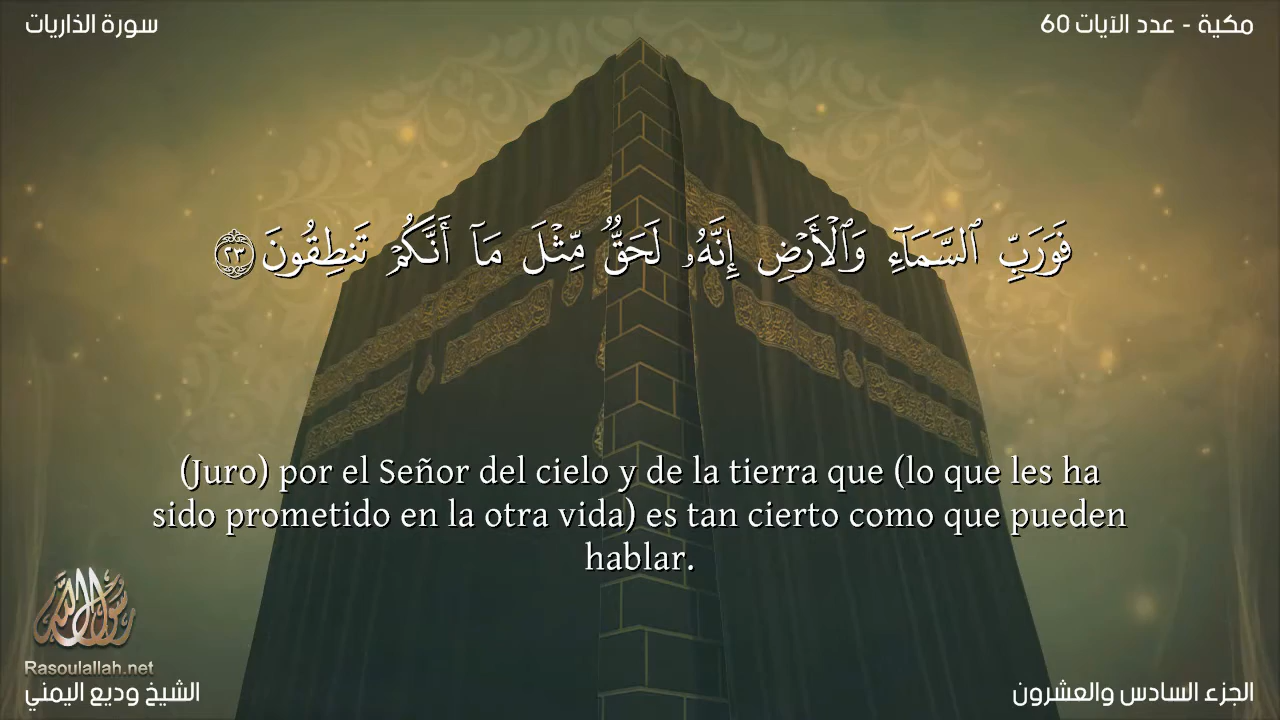 سورة الذاريات
مكية - عدد الآيات 60
فَوَرَبِّ ٱلسَّمَآءِ وَٱلْأَرْضِ إِنَّهُۥ لَحَقٌّ مِّثْلَ مَآ أَنَّكُمْ تَنطِقُونَ ٢٣
(Juro) por el Señor del cielo y de la tierra que (lo que les ha
sido prometido en la otra vida) es tan cierto como que pueden
hablar.
رسول الله
Rasoulallah.net
الشيخ وديع اليمني
الجزء السادس والعشرون